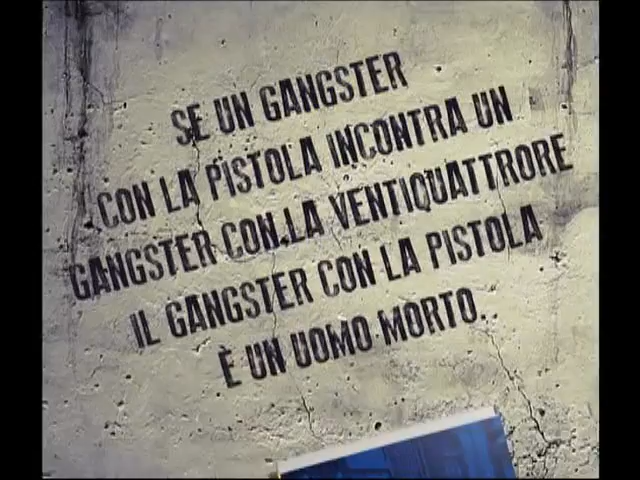 SE UN GANGSTER
CON LA PISTOLA INCONTRA UN
GANGSTER CON LA VENTIQUATTRORE
IL GANGSTER CON LA PISTOLA
È UN UOMO MORTO..